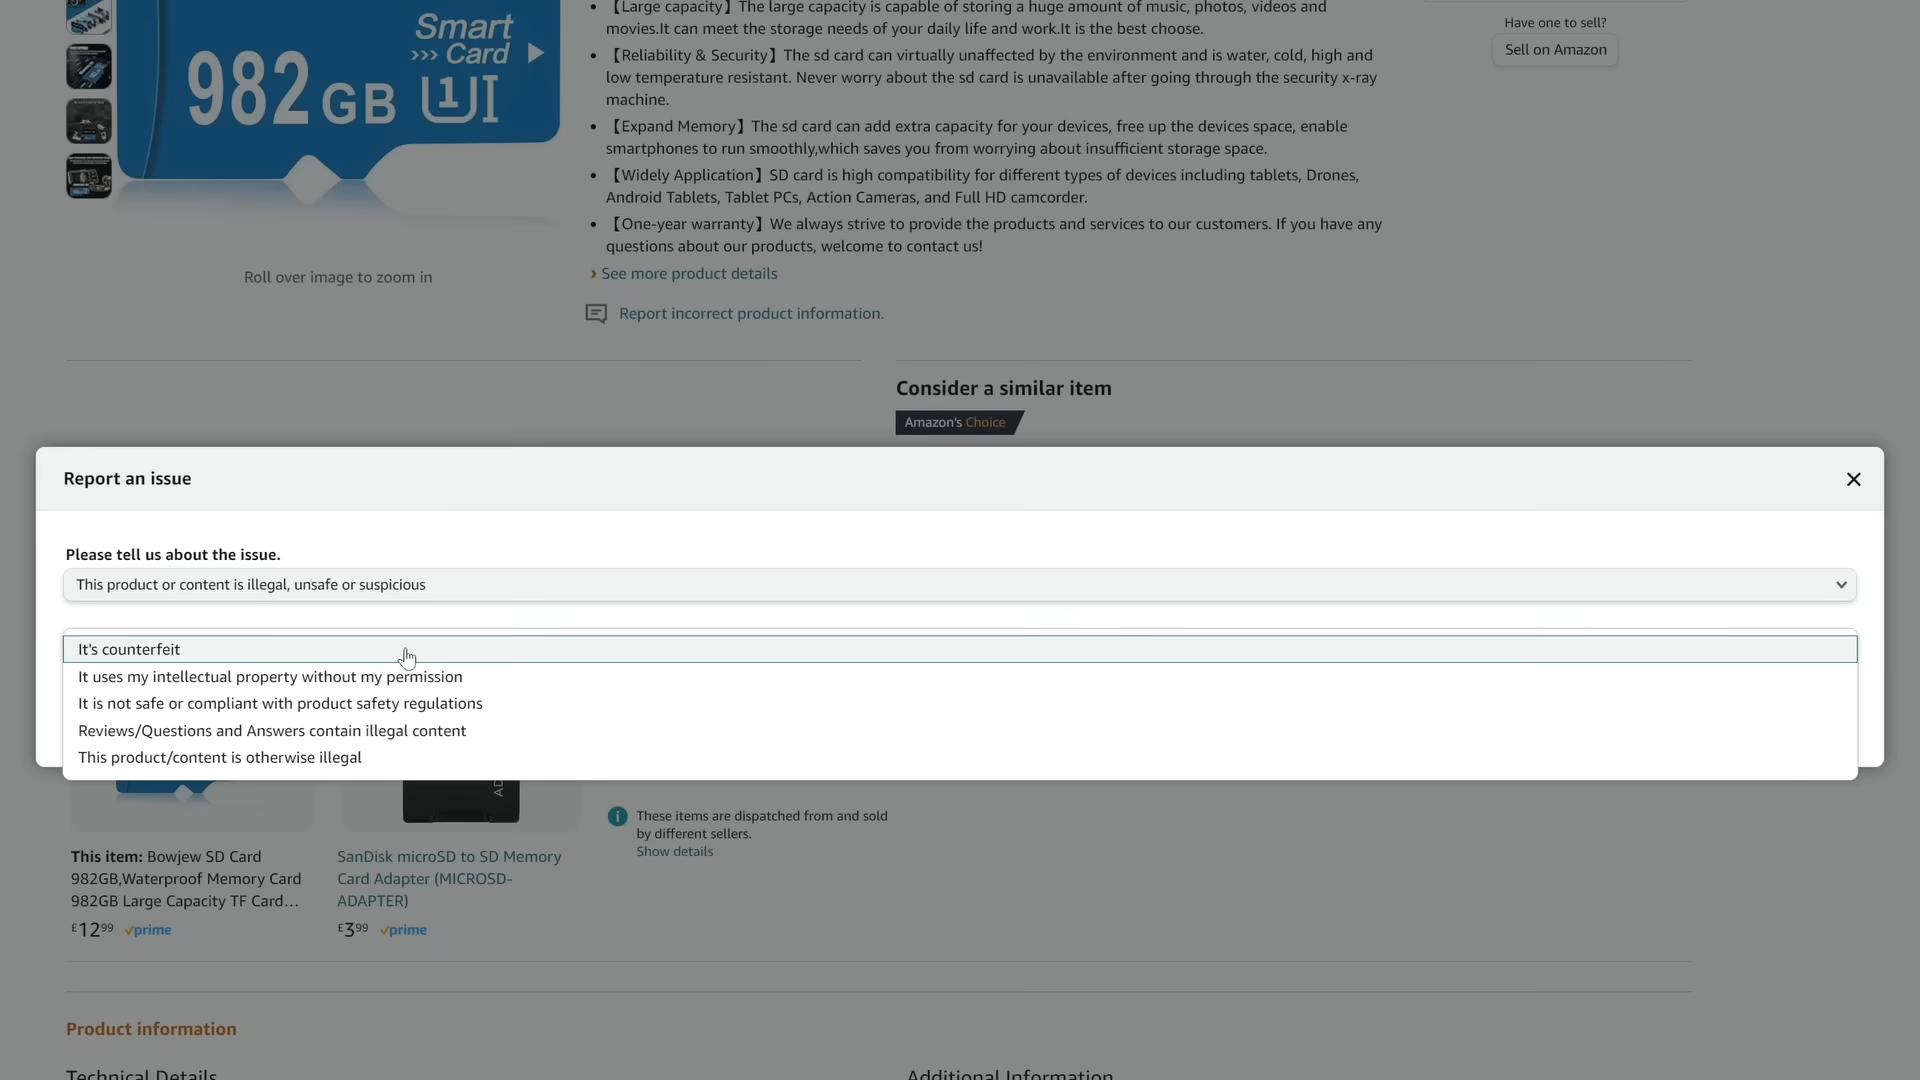 Smart
››› Card
982GB U1 I
Roll over image to zoom in
• 【Large capacity】The large capacity is capable of storing a huge amount of music, photos, videos and
movies.It can meet the storage needs of your daily life and work.It is the best choose.
• 【Reliability & Security】The sd card can virtually unaffected by the environment and is water, cold, high and
low temperature resistant. Never worry about the sd card is unavailable after going through the security x-ray
machine.
• 【Expand Memory】The sd card can add extra capacity for your devices, free up the devices space, enable
smartphones to run smoothly,which saves you from worrying about insufficient storage space.
• 【Widely Application】SD card is high compatibility for different types of devices including tablets, Drones,
Android Tablets, Tablet PCs, Action Cameras, and Full HD camcorder.
• 【One-year warranty】We always strive to provide the products and services to our customers. If you have any
questions about our products, welcome to contact us!
› See more product details
Report incorrect product information.
Have one to sell?
Sell on Amazon
Consider a similar item
Amazon's Choice
Report an issue
Please tell us about the issue.
This product or content is illegal, unsafe or suspicious
It's counterfeit
It uses my intellectual property without my permission
It is not safe or compliant with product safety regulations
Reviews/Questions and Answers contain illegal content
This product/content is otherwise illegal
AD
This item: Bowjew SD Card
982GB,Waterproof Memory Card
982GB Large Capacity TF Card…
£12⁹⁹ prime
SanDisk microSD to SD Memory
Card Adapter (MICROSD-
ADAPTER)
£3⁹⁹ prime
These items are dispatched from and sold
by different sellers.
Show details
Product information
Technical Details
Additional Information